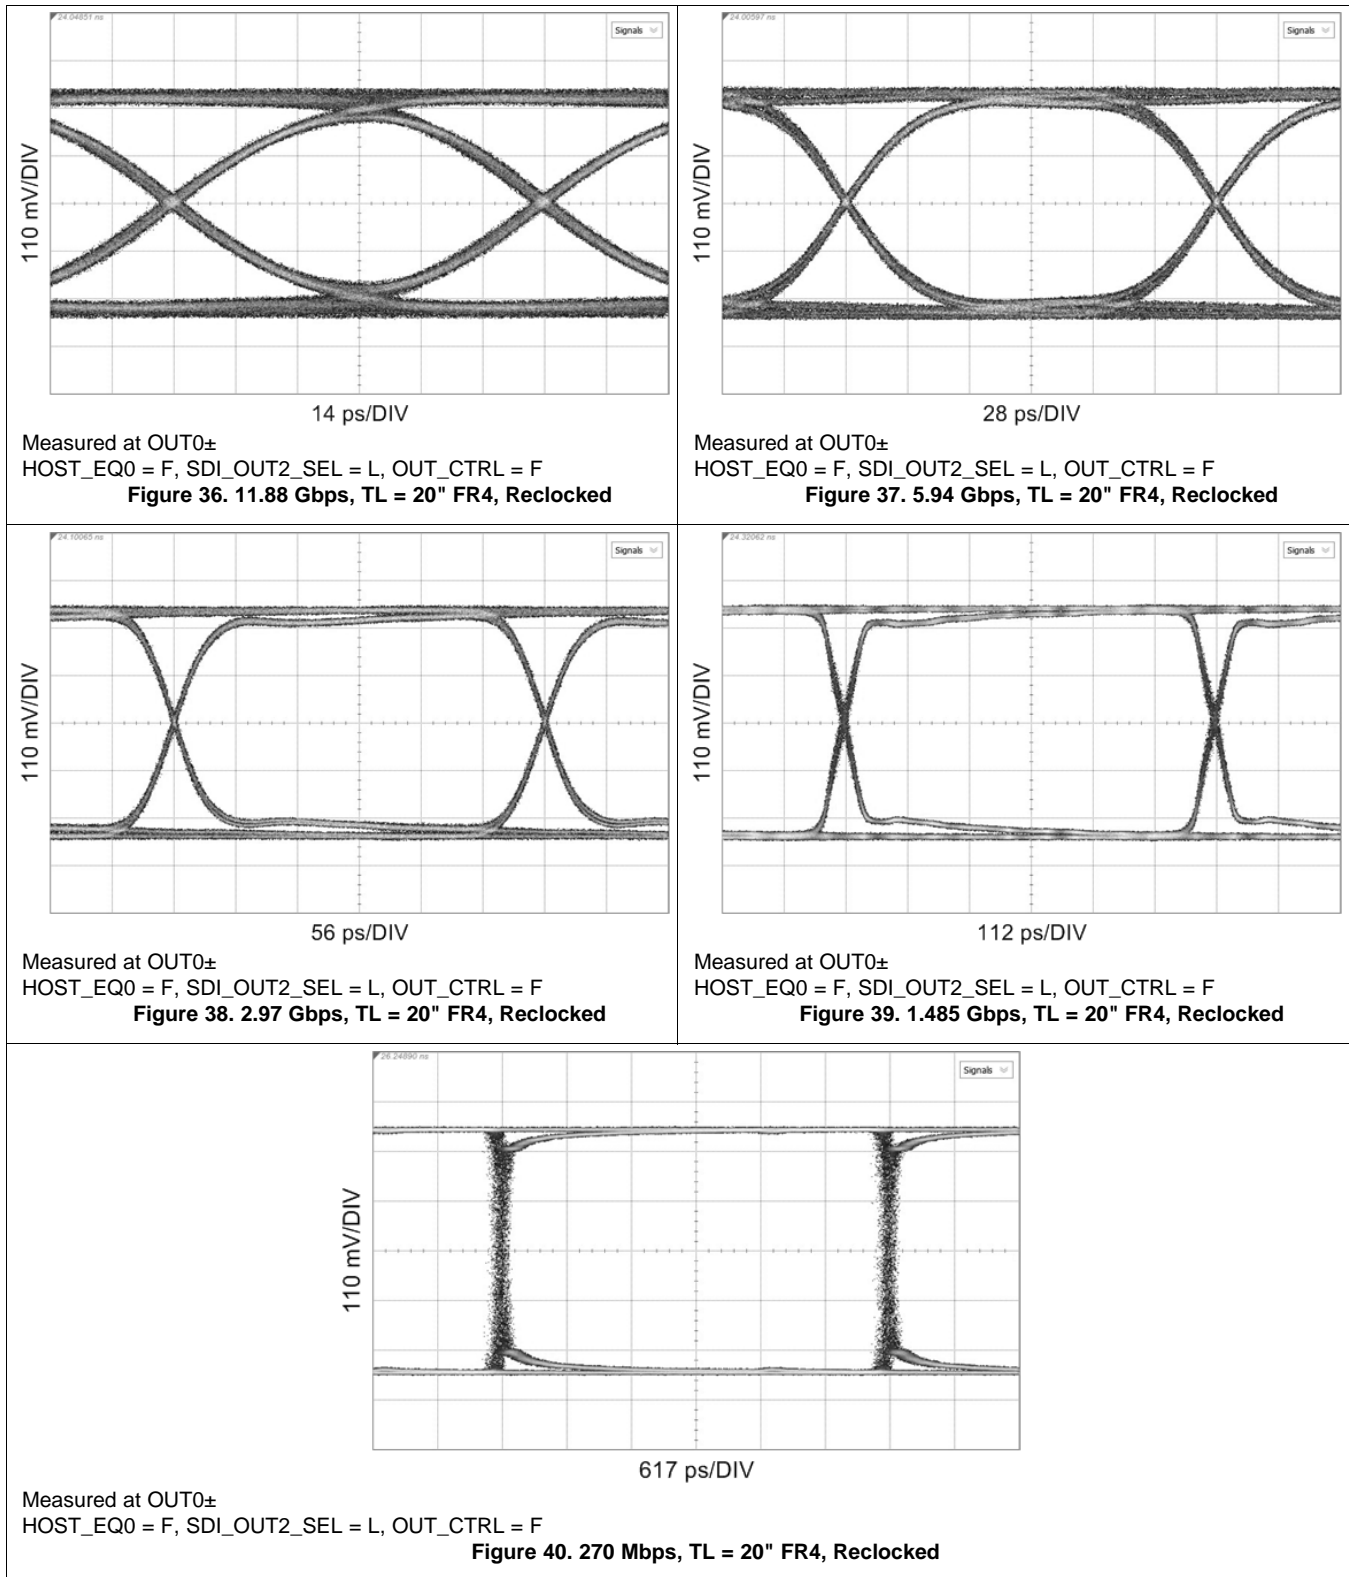 24.04851 ns
Signals
110 mV/DIV
14 ps/DIV
Measured at OUT0±
HOST_EQ0 = F, SDI_OUT2_SEL = L, OUT_CTRL = F
Figure 36. 11.88 Gbps, TL = 20" FR4, Reclocked
24.00597 ns
Signals
110 mV/DIV
28 ps/DIV
Measured at OUT0±
HOST_EQ0 = F, SDI_OUT2_SEL = L, OUT_CTRL = F
Figure 37. 5.94 Gbps, TL = 20" FR4, Reclocked
24.10065 ns
Signals
110 mV/DIV
56 ps/DIV
Measured at OUT0±
HOST_EQ0 = F, SDI_OUT2_SEL = L, OUT_CTRL = F
Figure 38. 2.97 Gbps, TL = 20" FR4, Reclocked
24.32062 ns
Signals
110 mV/DIV
112 ps/DIV
Measured at OUT0±
HOST_EQ0 = F, SDI_OUT2_SEL = L, OUT_CTRL = F
Figure 39. 1.485 Gbps, TL = 20" FR4, Reclocked
26.24890 ns
Signals
110 mV/DIV
617 ps/DIV
Measured at OUT0±
HOST_EQ0 = F, SDI_OUT2_SEL = L, OUT_CTRL = F
Figure 40. 270 Mbps, TL = 20" FR4, Reclocked